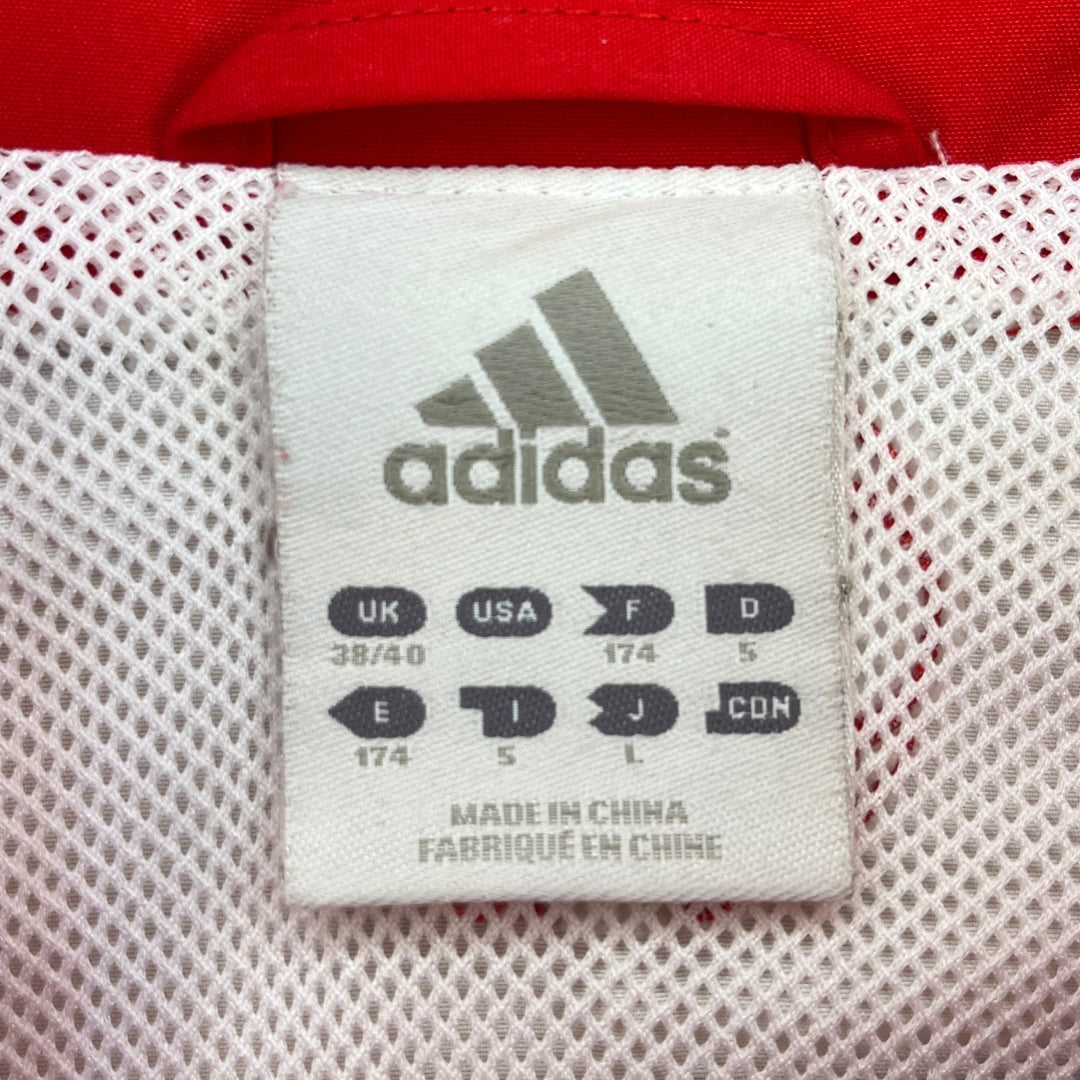 adidas
UK USA F D
38/40 174 5
E I J CDN
174 5 L
MADE IN CHINA
FABRIQUÉ EN CHINE